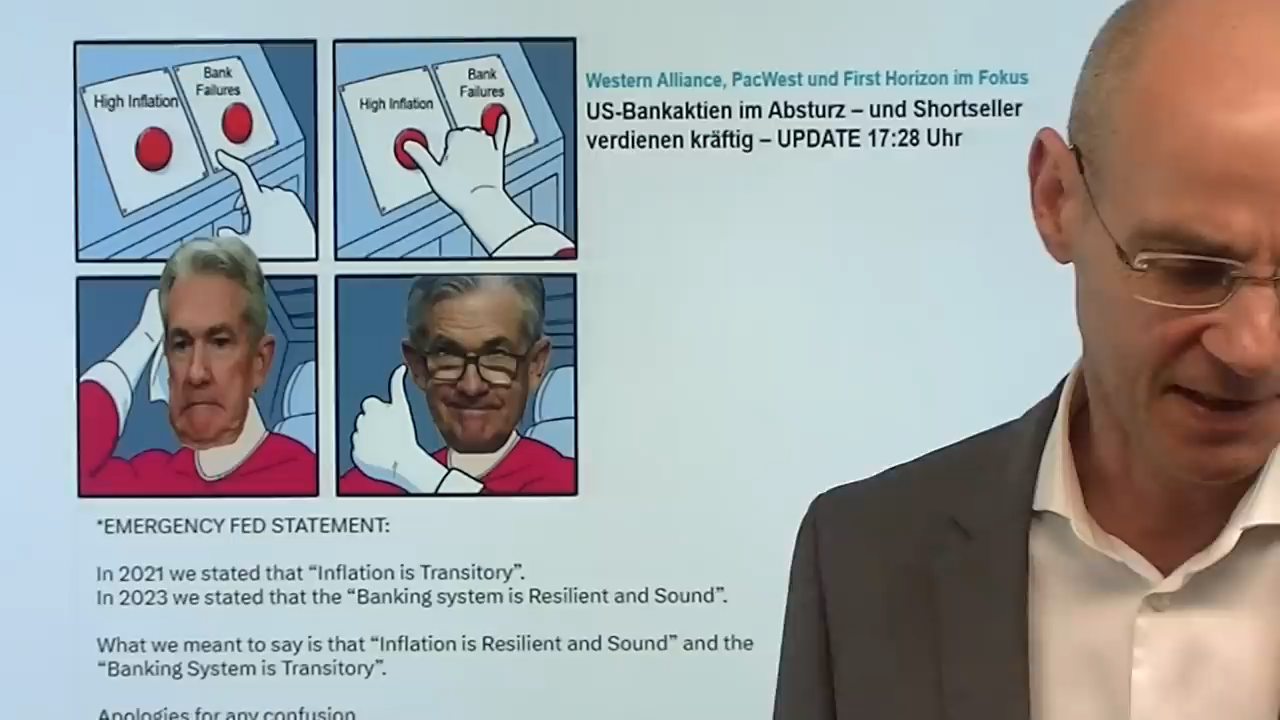 High Inflation
Bank
Failures
High Inflation
Bank
Failures
Western Alliance, PacWest und First Horizon im Fokus
US-Bankaktien im Absturz – und Shortseller
verdienen kräftig – UPDATE 17:28 Uhr
*EMERGENCY FED STATEMENT:
In 2021 we stated that “Inflation is Transitory”.
In 2023 we stated that the “Banking system is Resilient and Sound”.
What we meant to say is that “Inflation is Resilient and Sound” and the
“Banking System is Transitory”.
Apologies for any confusion